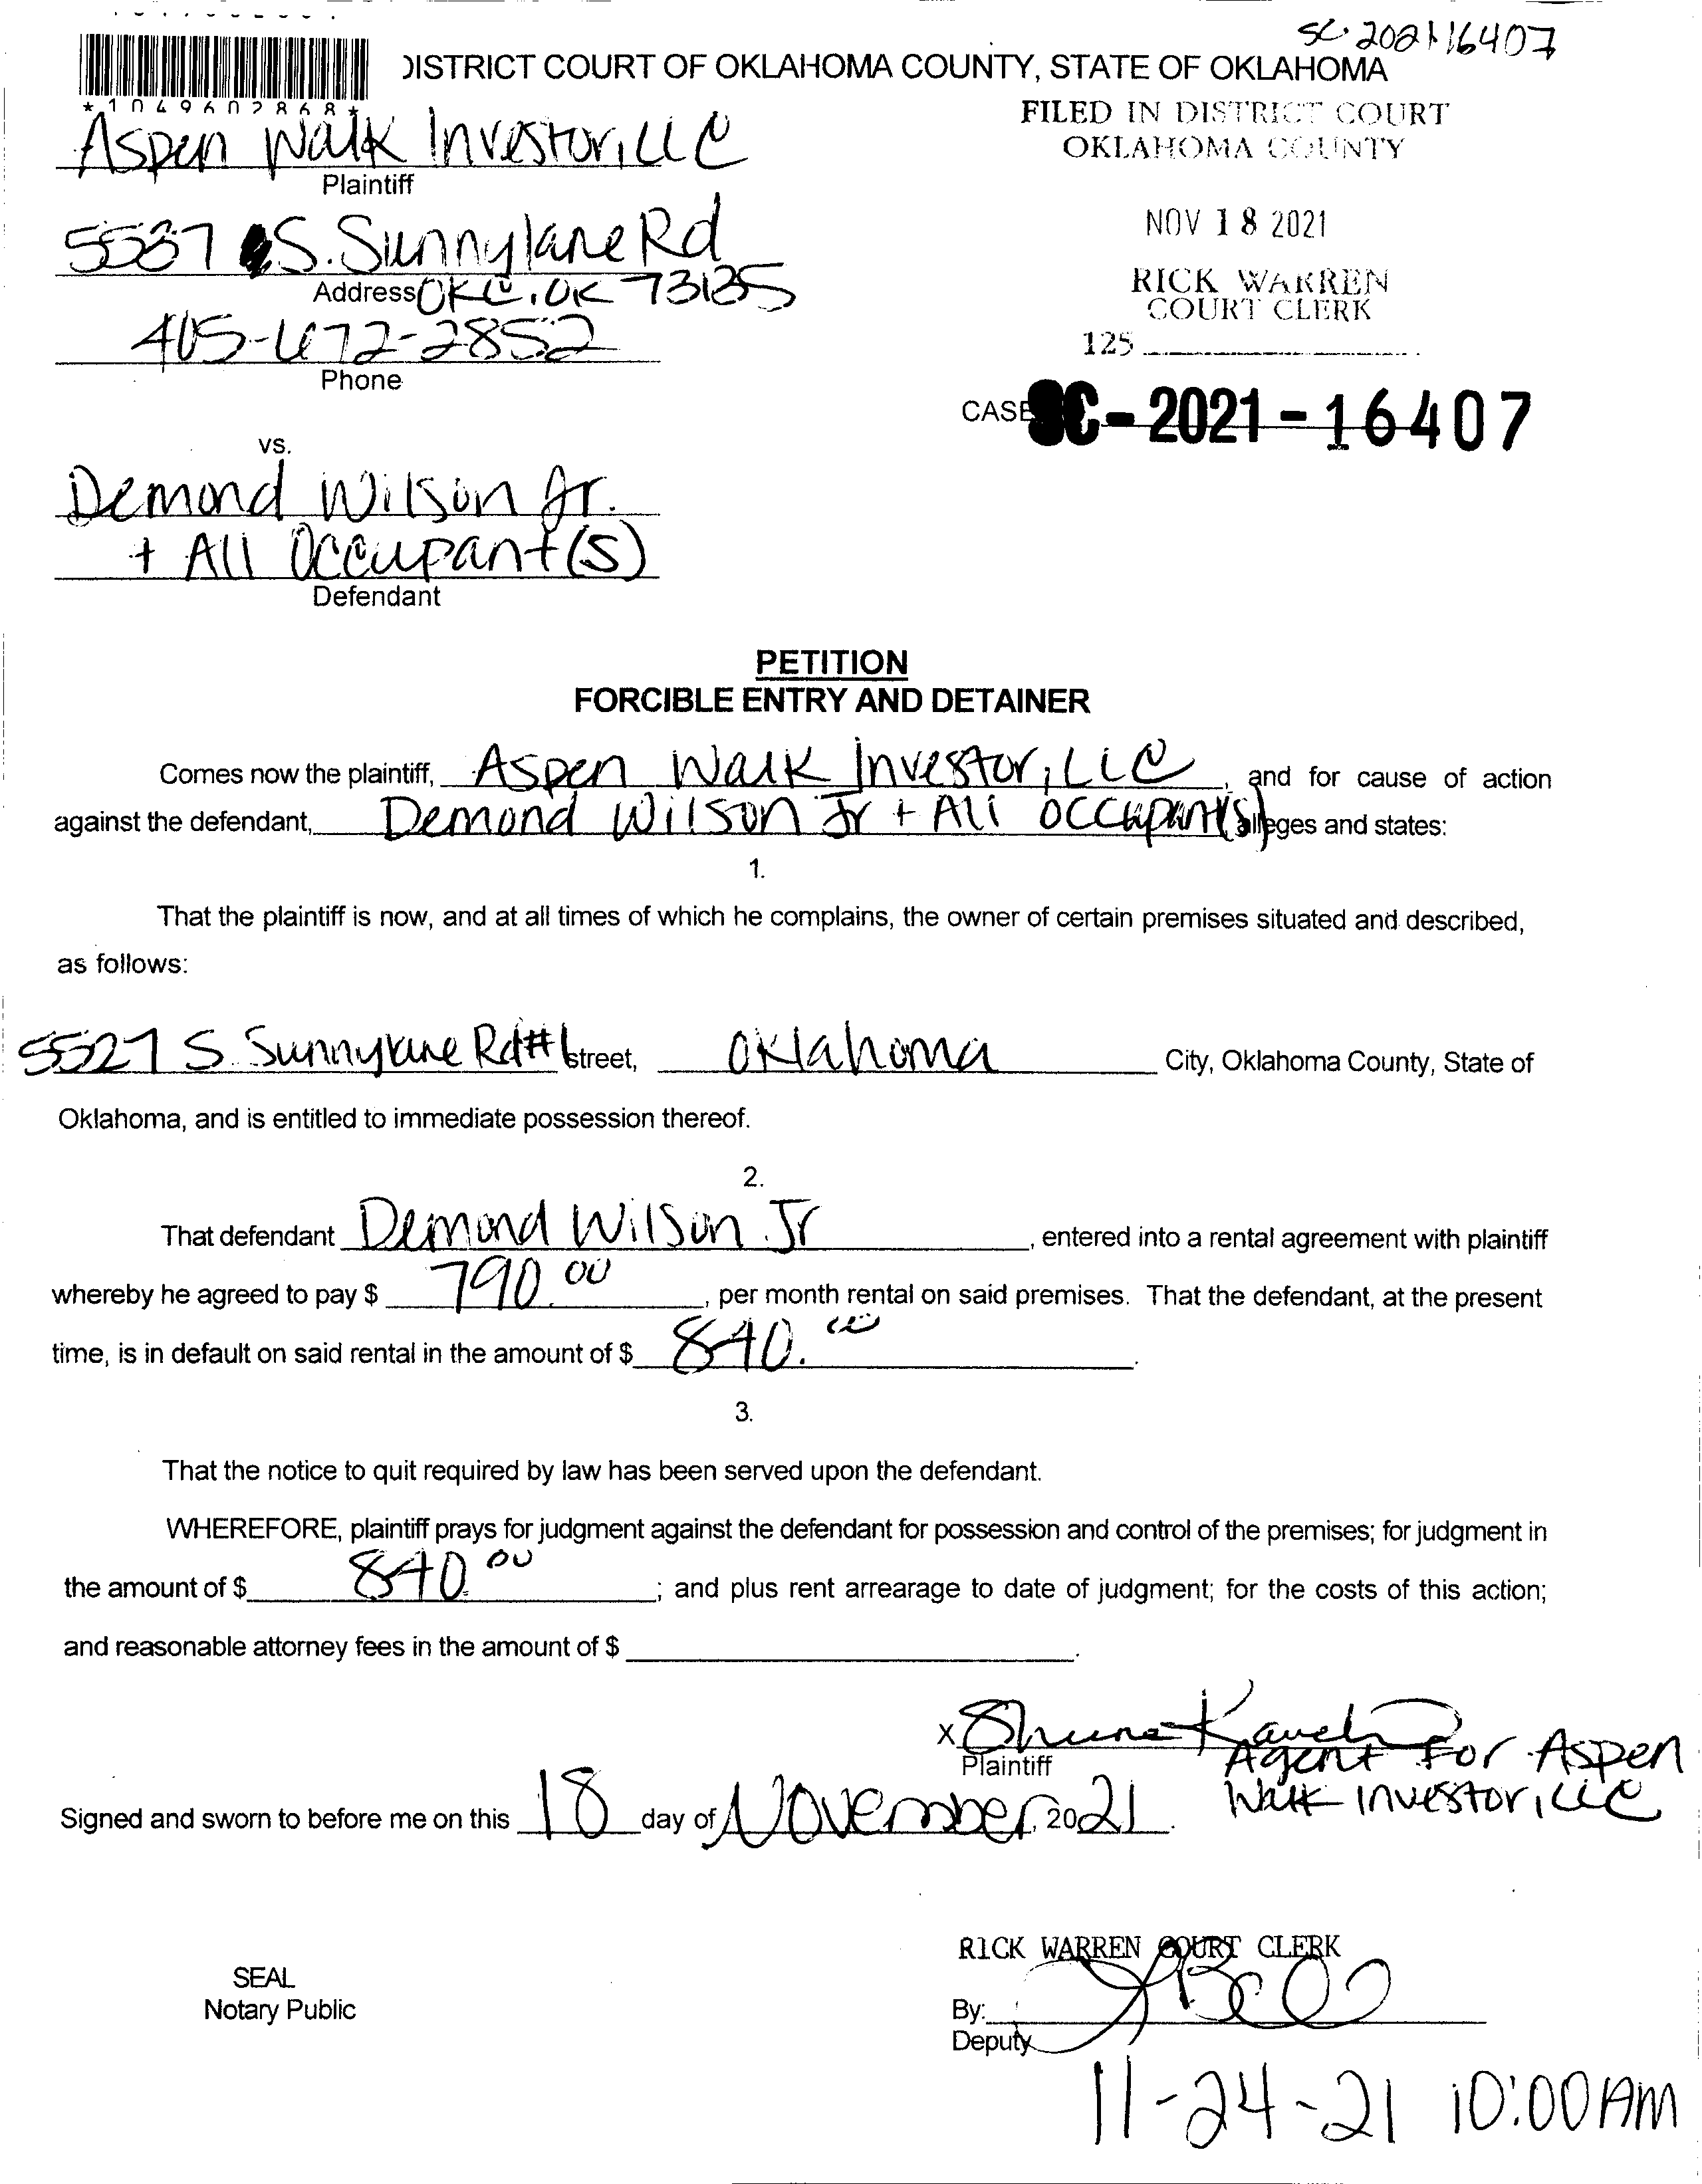 SC-2021-16407
DISTRICT COURT OF OKLAHOMA COUNTY, STATE OF OKLAHOMA
*1049602868*
FILED IN DISTRICT COURT
OKLAHOMA COUNTY
Aspen Walk Investor, LLC
Plaintiff
NOV 18 2021
5537 S. Sunnylane Rd
RICK WARREN
COURT CLERK
Address OKC, OK 73135
125
405-672-2852
Phone
CASE SC-2021-16407
vs.
Demond Wilson Jr.
+ All Occupant(s)
Defendant
PETITION
FORCIBLE ENTRY AND DETAINER
Comes now the plaintiff, Aspen Walk Investor, LLC, and for cause of action
against the defendant, Demond Wilson Jr + All occupant(s) alleges and states:
1.
That the plaintiff is now, and at all times of which he complains, the owner of certain premises situated and described,
as follows:
5527 S Sunnylane Rd # street, Oklahoma City, Oklahoma County, State of
Oklahoma, and is entitled to immediate possession thereof.
2.
That defendant Demond Wilson Jr, entered into a rental agreement with plaintiff
whereby he agreed to pay $ 790.00, per month rental on said premises. That the defendant, at the present
time, is in default on said rental in the amount of $ 840.00.
3.
That the notice to quit required by law has been served upon the defendant.
WHEREFORE, plaintiff prays for judgment against the defendant for possession and control of the premises; for judgment in
the amount of $ 840.00; and plus rent arrearage to date of judgment; for the costs of this action;
and reasonable attorney fees in the amount of $ .
X
Plaintiff
Agent For Aspen
Walk Investor, LLC
Signed and sworn to before me on this 18 day of November, 2021.
RICK WARREN COURT CLERK
SEAL
Notary Public
By:
Deputy
11-24-21 10:00AM